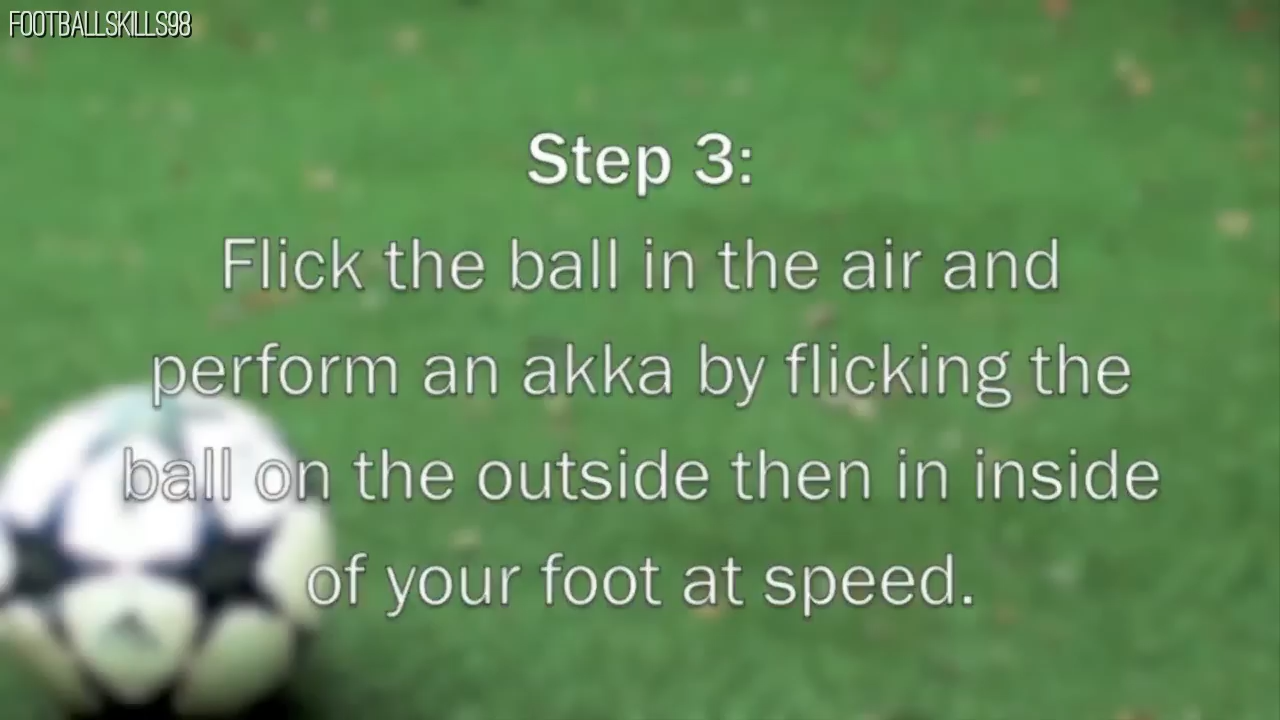 FOOTBALLSKILLS98
Step 3:
Flick the ball in the air and
perform an akka by flicking the
ball on the outside then in inside
of your foot at speed.